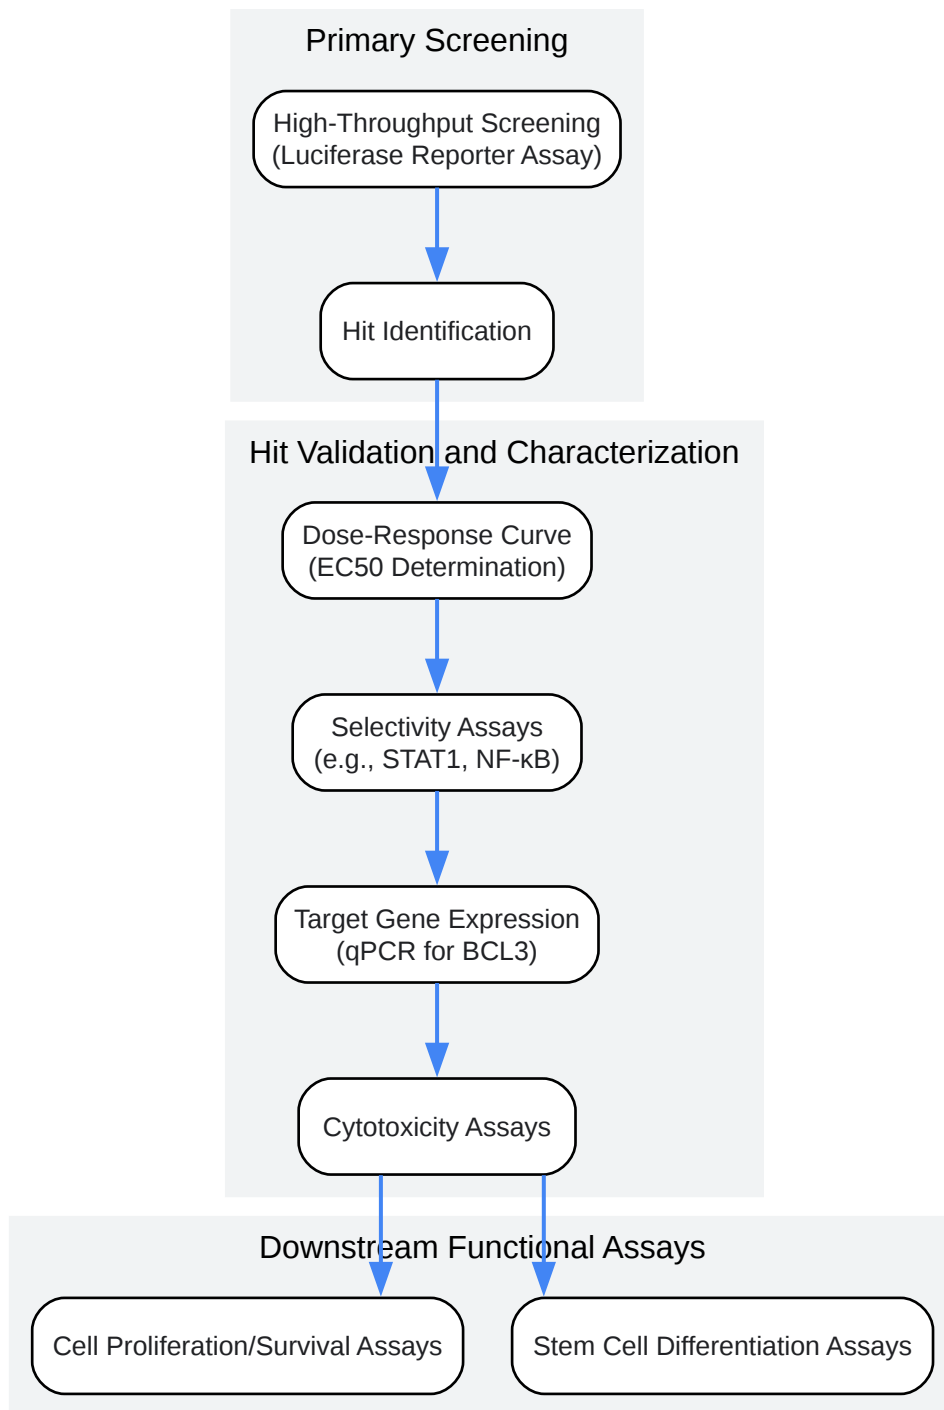 Primary Screening
High-Throughput Screening
(Luciferase Reporter Assay)
Hit Identification
Hit Validation and Characterization
Dose-Response Curve
(EC50 Determination)
Selectivity Assays
(e.g., STAT1, NF-κB)
Target Gene Expression
(qPCR for BCL3)
Cytotoxicity Assays
Downstream Functional Assays
Cell Proliferation/Survival Assays
Stem Cell Differentiation Assays